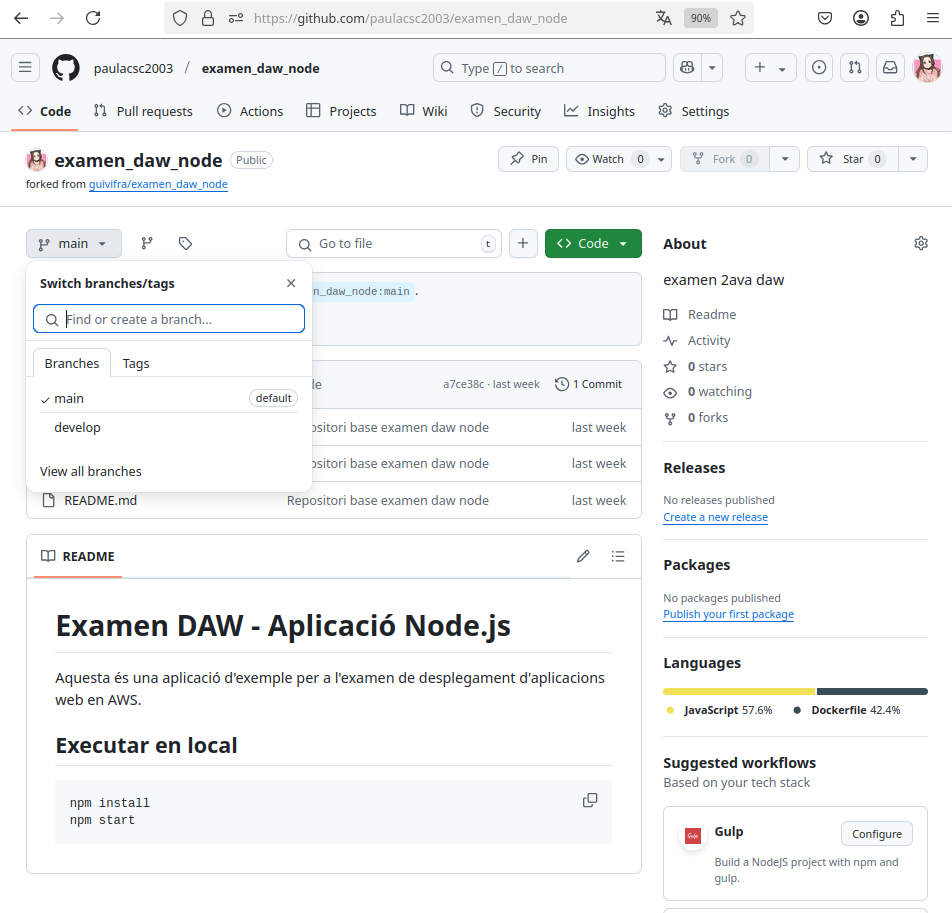 https://github.com/paulacsc2003/examen_daw_node
90%
paulacsc2003 / examen_daw_node
Type / to search
Code
Pull requests
Actions
Projects
Wiki
Security
Insights
Settings
examen_daw_node
Public
Pin
Watch 0
Fork 0
Star 0
forked from guivifra/examen_daw_node
main
Go to file
t
Code
Switch branches/tags
Find or create a branch...
Branches
Tags
main
default
develop
View all branches
n_daw_node:main .
a7ce38c · last week
1 Commit
ositori base examen daw node
last week
ositori base examen daw node
last week
README.md
Repositori base examen daw node
last week
README
Examen DAW - Aplicació Node.js
Aquesta és una aplicació d'exemple per a l'examen de desplegament d'aplicacions
web en AWS.
Executar en local
npm install
npm start
About
examen 2ava daw
Readme
Activity
0 stars
0 watching
0 forks
Releases
No releases published
Create a new release
Packages
No packages published
Publish your first package
Languages
JavaScript 57.6%
Dockerfile 42.4%
Suggested workflows
Based on your tech stack
Gulp
Configure
Build a NodeJS project with npm and
gulp.